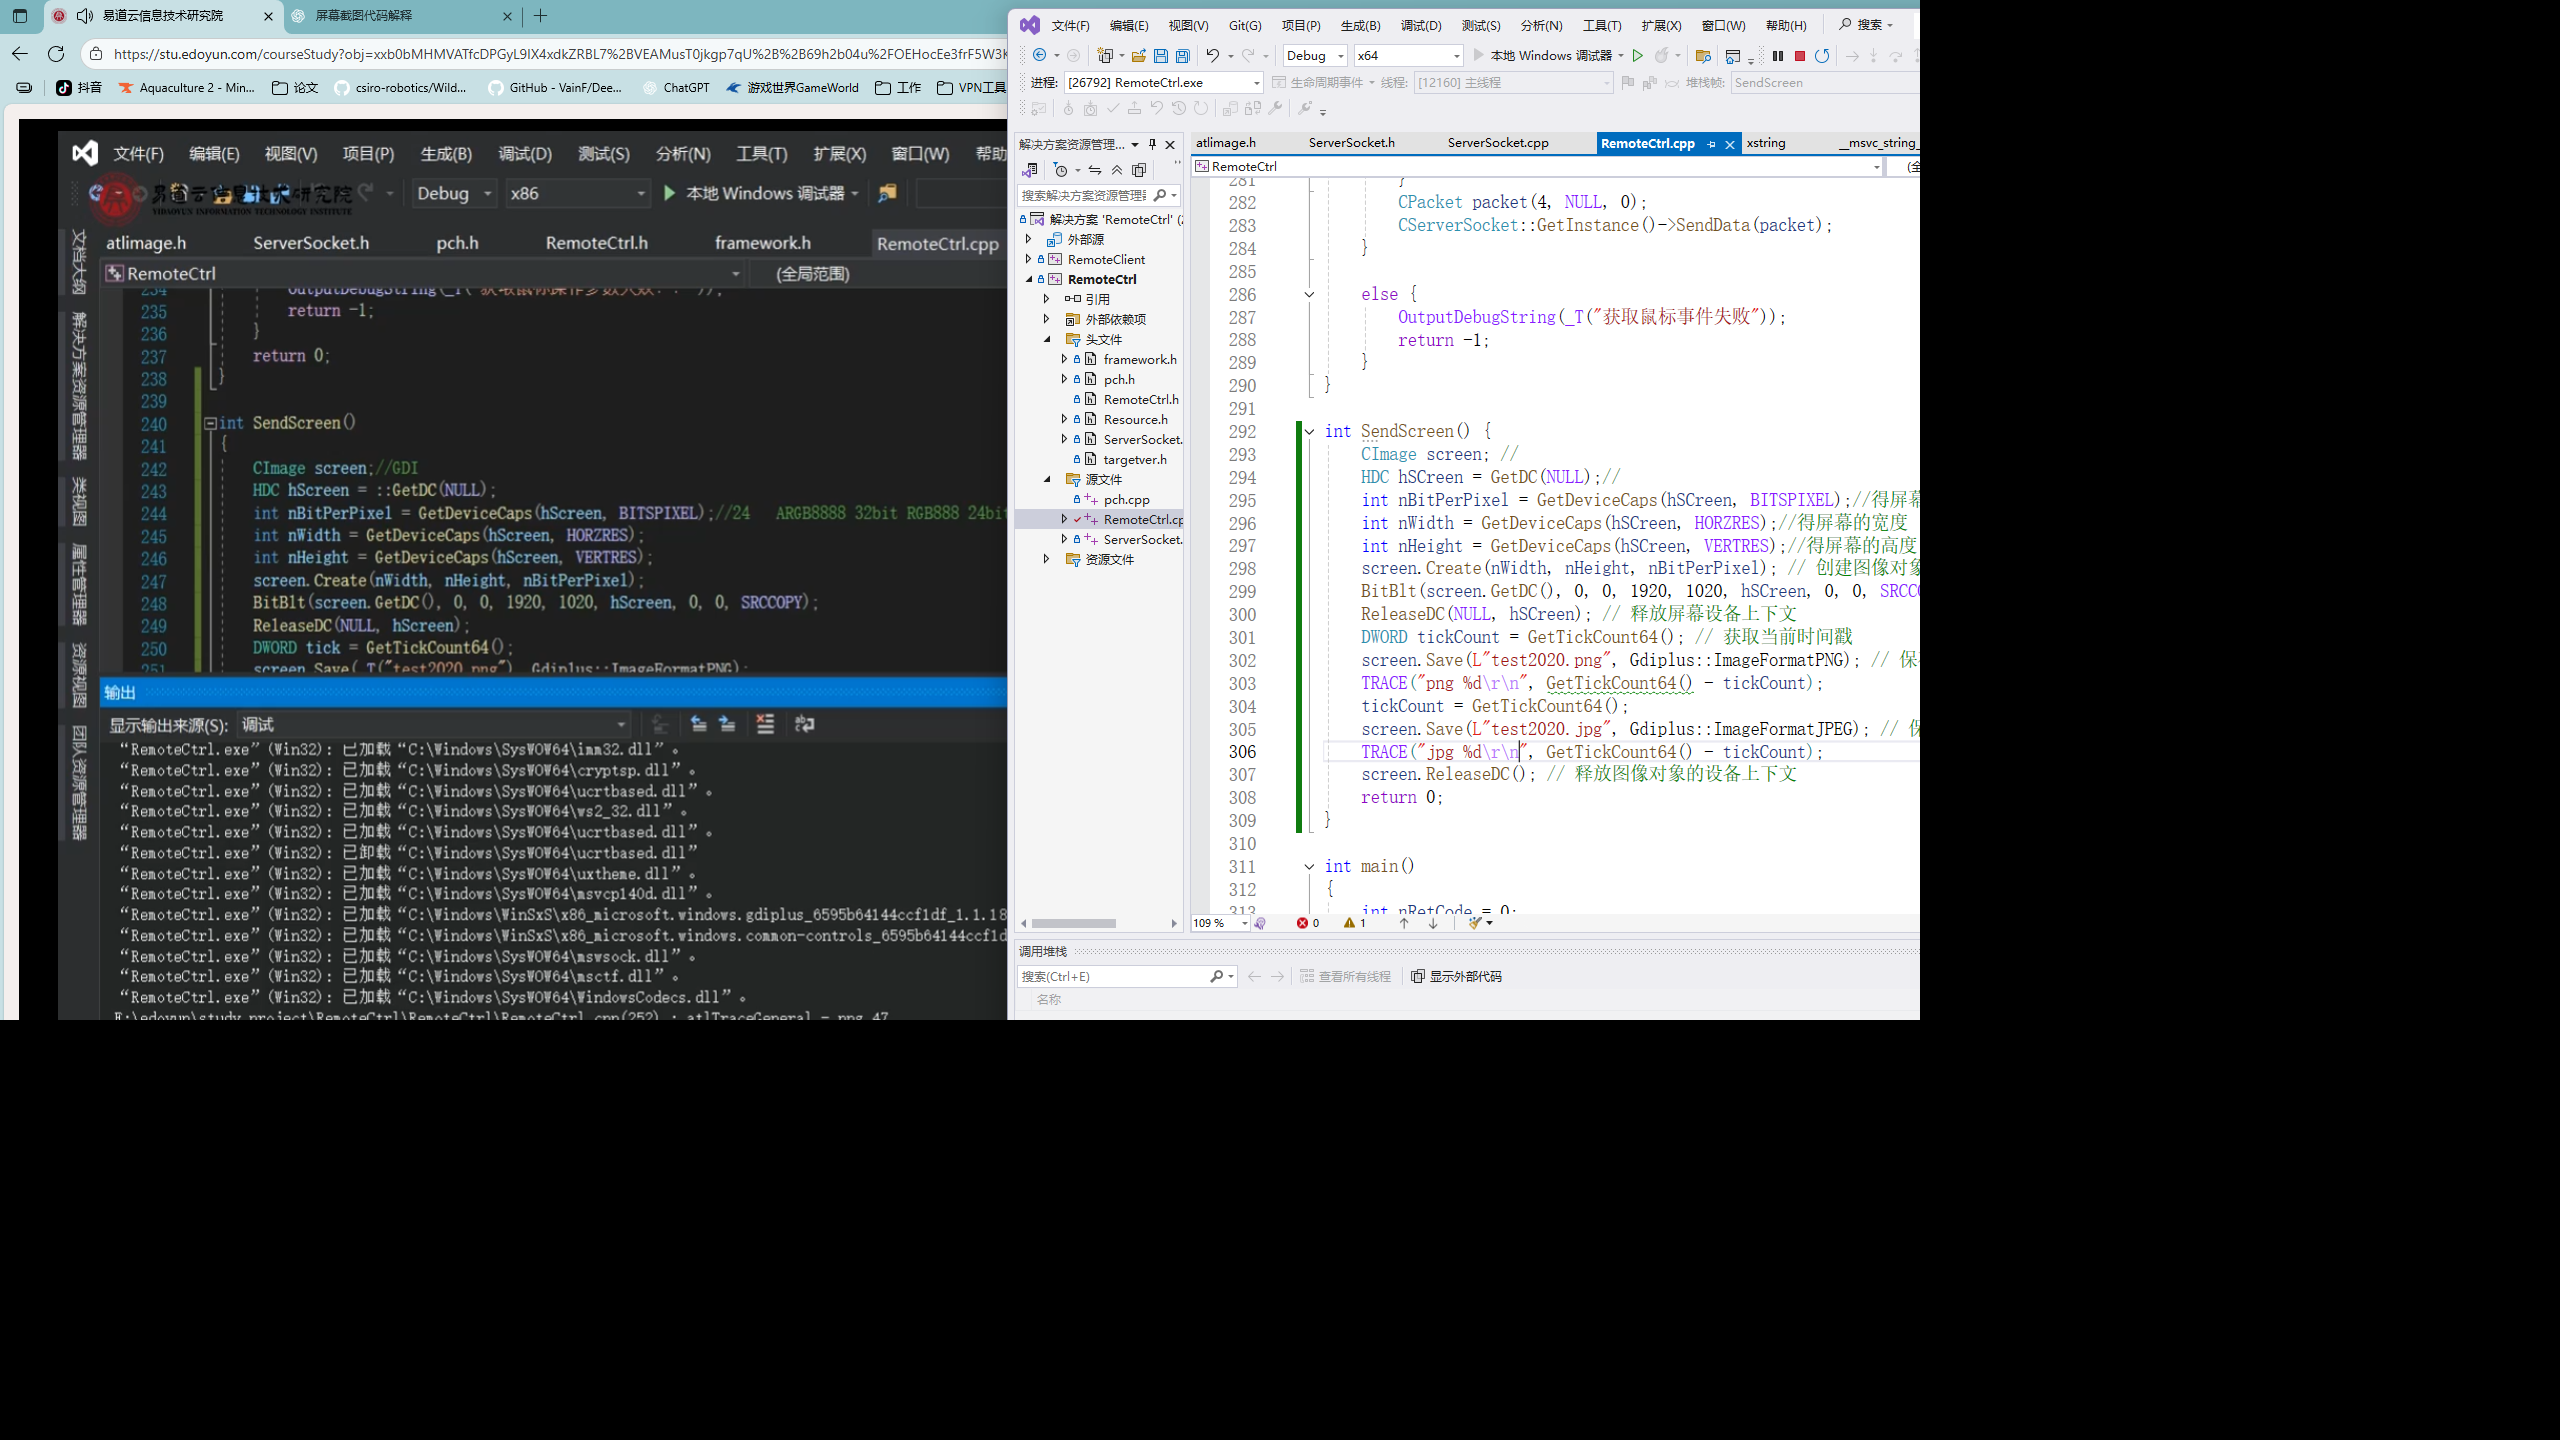 易道云信息技术研究院
屏幕截图代码解释
https://stu.edoyun.com/courseStudy?obj=xxb0bMHMVATfcDPGyL9IX4xdkZRBL7%2BVEAMusT0jkgp7qU%2B%2B69h2b04u%2FOEHocEe3frF5W3K
抖音 Aquaculture 2 - Min... 论文 csiro-robotics/Wild... GitHub - VainF/Dee... ChatGPT 游戏世界GameWorld 工作 VPN工具
文件(F) 编辑(E) 视图(V) 项目(P) 生成(B) 调试(D) 测试(S) 分析(N) 工具(T) 扩展(X) 窗口(W) 帮助
Debug x86 本地 Windows 调试器
易道云信息技术研究院
YIDAOYUN INFORMATION TECHNOLOGY INSTITUTE
atlimage.h ServerSocket.h pch.h RemoteCtrl.h framework.h RemoteCtrl.cpp
RemoteCtrl (全局范围)
文档大纲
解决方案资源管理器
类视图
属性管理器
资源视图
团队资源管理器
235 return -1;
236 }
237 return 0;
238 }
239
240 int SendScreen()
241 {
242 CImage screen;//GDI
243 HDC hScreen = ::GetDC(NULL);
244 int nBitPerPixel = GetDeviceCaps(hScreen, BITSPIXEL);//24 ARGB8888 32bit RGB888 24bit
245 int nWidth = GetDeviceCaps(hScreen, HORZRES);
246 int nHeight = GetDeviceCaps(hScreen, VERTRES);
247 screen.Create(nWidth, nHeight, nBitPerPixel);
248 BitBlt(screen.GetDC(), 0, 0, 1920, 1020, hScreen, 0, 0, SRCCOPY);
249 ReleaseDC(NULL, hScreen);
250 DWORD tick = GetTickCount64();
251 screen.Save(_T("test2020.png"), Gdiplus::ImageFormatPNG);
输出
显示输出来源(S): 调试
“RemoteCtrl.exe”(Win32): 已加载“C:\Windows\SysWOW64\imm32.dll”。
“RemoteCtrl.exe”(Win32): 已加载“C:\Windows\SysWOW64\cryptsp.dll”。
“RemoteCtrl.exe”(Win32): 已加载“C:\Windows\SysWOW64\ucrtbased.dll”。
“RemoteCtrl.exe”(Win32): 已加载“C:\Windows\SysWOW64\ws2_32.dll”。
“RemoteCtrl.exe”(Win32): 已加载“C:\Windows\SysWOW64\ucrtbased.dll”。
“RemoteCtrl.exe”(Win32): 已卸载“C:\Windows\SysWOW64\ucrtbased.dll”
“RemoteCtrl.exe”(Win32): 已加载“C:\Windows\SysWOW64\uxtheme.dll”。
“RemoteCtrl.exe”(Win32): 已加载“C:\Windows\SysWOW64\msvcp140d.dll”。
“RemoteCtrl.exe”(Win32): 已加载“C:\Windows\WinSxS\x86_microsoft.windows.gdiplus_6595b64144ccf1df_1.1.18
“RemoteCtrl.exe”(Win32): 已加载“C:\Windows\WinSxS\x86_microsoft.windows.common-controls_6595b64144ccf1d
“RemoteCtrl.exe”(Win32): 已加载“C:\Windows\SysWOW64\mswsock.dll”。
“RemoteCtrl.exe”(Win32): 已加载“C:\Windows\SysWOW64\msctf.dll”。
“RemoteCtrl.exe”(Win32): 已加载“C:\Windows\SysWOW64\WindowsCodecs.dll”。
E:\edoyun\study_project\RemoteCtrl\RemoteCtrl\RemoteCtrl.cpp(252) : atlTraceGeneral - png 47
文件(F) 编辑(E) 视图(V) Git(G) 项目(P) 生成(B) 调试(D) 测试(S) 分析(N) 工具(T) 扩展(X) 窗口(W) 帮助(H) 搜索
Debug x64 本地 Windows 调试器
进程: [26792] RemoteCtrl.exe 生命周期事件 线程: [12160] 主线程 堆栈帧: SendScreen
解决方案资源管理...
搜索解决方案资源管理器
解决方案 'RemoteCtrl' (2
外部源
RemoteClient
RemoteCtrl
引用
外部依赖项
头文件
framework.h
pch.h
RemoteCtrl.h
Resource.h
ServerSocket.
targetver.h
源文件
pch.cpp
RemoteCtrl.cp
ServerSocket.
资源文件
atlimage.h ServerSocket.h ServerSocket.cpp RemoteCtrl.cpp xstring __msvc_string_
RemoteCtrl (全
281 }
282 CPacket packet(4, NULL, 0);
283 CServerSocket::GetInstance()->SendData(packet);
284 }
285
286 else {
287 OutputDebugString(_T("获取鼠标事件失败"));
288 return -1;
289 }
290 }
291
292 int SendScreen() {
293 CImage screen; //
294 HDC hSCreen = GetDC(NULL);//
295 int nBitPerPixel = GetDeviceCaps(hSCreen, BITSPIXEL);//得屏幕
296 int nWidth = GetDeviceCaps(hSCreen, HORZRES);//得屏幕的宽度
297 int nHeight = GetDeviceCaps(hSCreen, VERTRES);//得屏幕的高度
298 screen.Create(nWidth, nHeight, nBitPerPixel); // 创建图像对象
299 BitBlt(screen.GetDC(), 0, 0, 1920, 1020, hSCreen, 0, 0, SRCCO
300 ReleaseDC(NULL, hSCreen); // 释放屏幕设备上下文
301 DWORD tickCount = GetTickCount64(); // 获取当前时间戳
302 screen.Save(L"test2020.png", Gdiplus::ImageFormatPNG); // 保
303 TRACE("png %d\r\n", GetTickCount64() - tickCount);
304 tickCount = GetTickCount64();
305 screen.Save(L"test2020.jpg", Gdiplus::ImageFormatJPEG); // 保
306 TRACE("jpg %d\r\n", GetTickCount64() - tickCount);
307 screen.ReleaseDC(); // 释放图像对象的设备上下文
308 return 0;
309 }
310
311 int main()
312 {
313 int nRetCode = 0;
109 % 0 1
调用堆栈
搜索(Ctrl+E) 查看所有线程 显示外部代码
名称